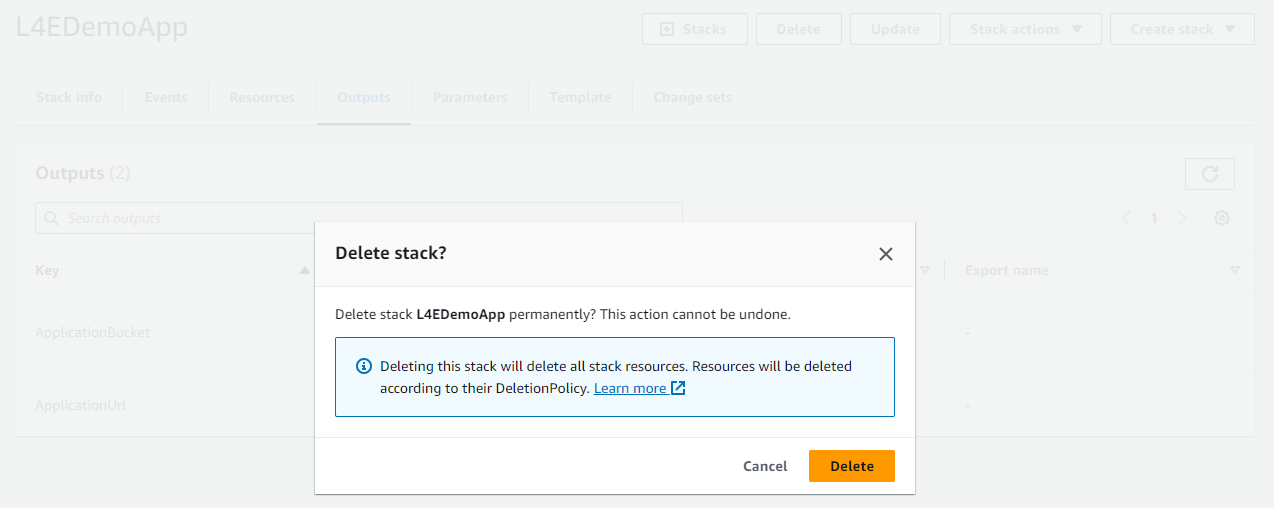 L4EDemoApp
Stacks Delete Update Stack actions Create stack
Stack info Events Resources Outputs Parameters Template Change sets
Outputs (2)
Search outputs
1
Delete stack?
Key Export name
Delete stack L4EDemoApp permanently? This action cannot be undone.
ApplicationBucket -
Deleting this stack will delete all stack resources. Resources will be deleted
according to their DeletionPolicy. Learn more
ApplicationUrl -
Cancel Delete